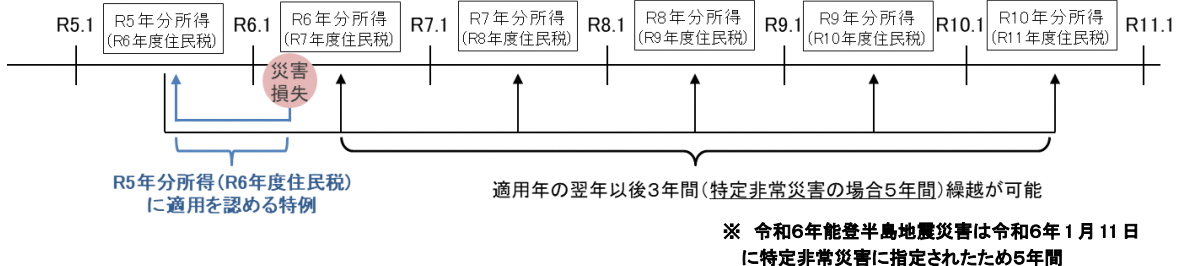 R5.1
R5年分所得
(R6年度住民税)
R6.1
R6年分所得
(R7年度住民税)
R7.1
R7年分所得
(R8年度住民税)
R8.1
R8年分所得
(R9年度住民税)
R9.1
R9年分所得
(R10年度住民税)
R10.1
R10年分所得
(R11年度住民税)
R11.1
災害
損失
R5年分所得(R6年度住民税)
に適用を認める特例
適用年の翌年以後3年間(特定非常災害の場合5年間)繰越が可能
※ 令和6年能登半島地震災害は令和6年1月11日
に特定非常災害に指定されたため5年間